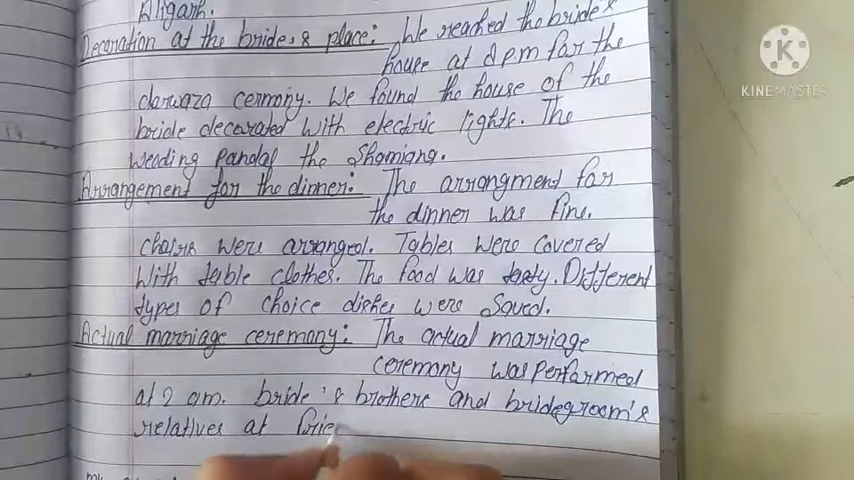 Aligarh.
Decoration at the bride,s place: We reached the bride's
house at 8 p.m for the
darwaza cermony. We found the house of the
bride decorated with electric lights. The
weading pandal the Shamiana.
Arrangement for the dinner: The arrangment for
the dinner was fine.
chairs were arranged. Tables were covered
with table clothes. The food was tasty. Different
types of choice dishes were Saved.
Actual marriage ceremony: The actual marriage
ceremony was performed
at 2 am. bride's brothers and bridegroom's
relatives at frie
KINEMASTER